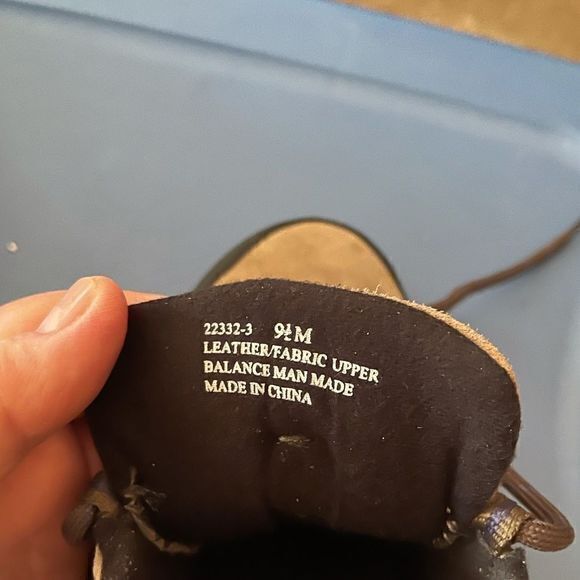 22332-3 9½M
LEATHER/FABRIC UPPER
BALANCE MAN MADE
MADE IN CHINA